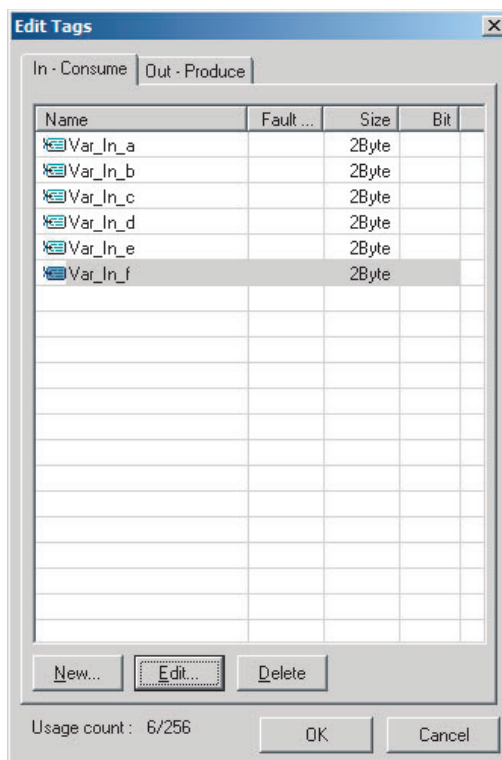 Edit Tags
In - Consume Out - Produce
Name Fault ... Size Bit
Var_In_a 2Byte
Var_In_b 2Byte
Var_In_c 2Byte
Var_In_d 2Byte
Var_In_e 2Byte
Var_In_f 2Byte
New... Edit... Delete
Usage count : 6/256 OK Cancel